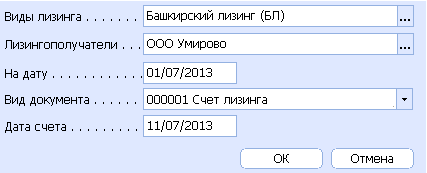 Виды лизинга . . . . . . . Башкирский лизинг (БЛ) ...
Лизингополучатели . . . ООО Умирово ...
На дату . . . . . . . . . . . . 01/07/2013
Вид документа . . . . . . 000001 Счет лизинга
Дата счета . . . . . . . . . . 11/07/2013
OK Отмена